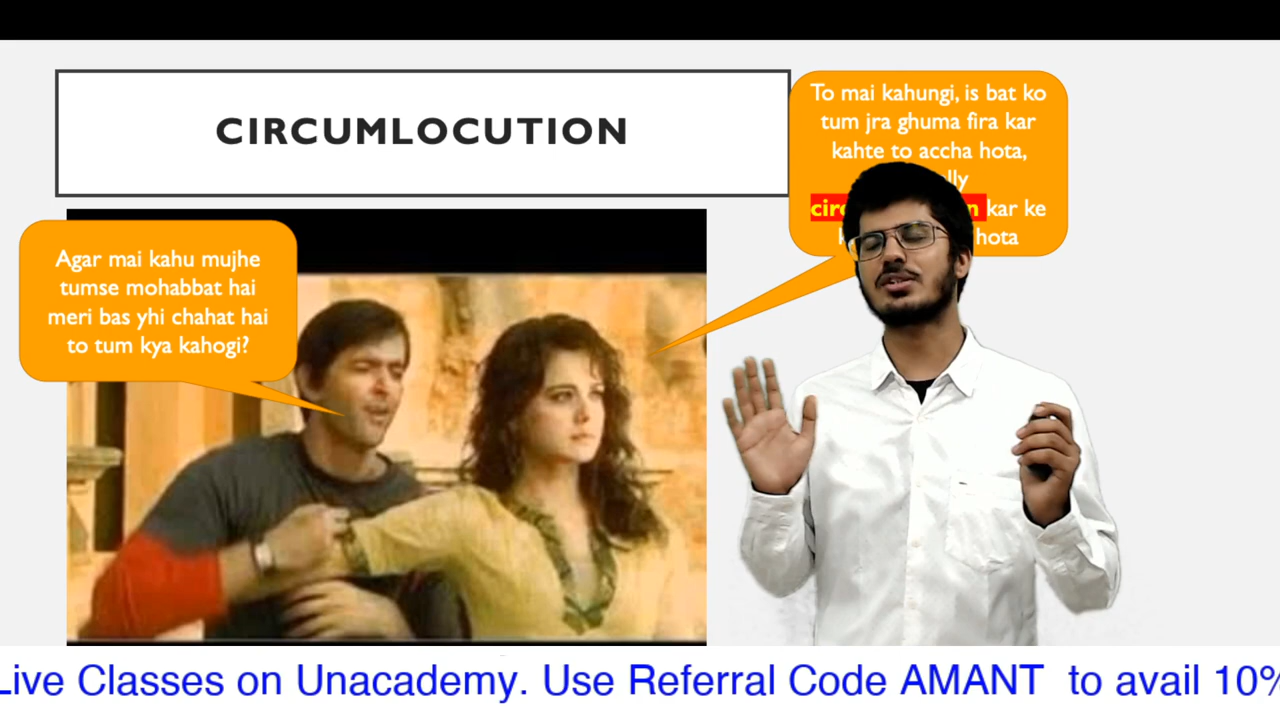 CIRCUMLOCUTION
To mai kahungi, is bat ko
tum jra ghuma fira kar
kahte to accha hota,
kar ke
hota
Agar mai kahu mujhe
tumse mohabbat hai
meri bas yhi chahat hai
to tum kya kahogi?
Live Classes on Unacademy. Use Referral Code AMANT to avail 10%